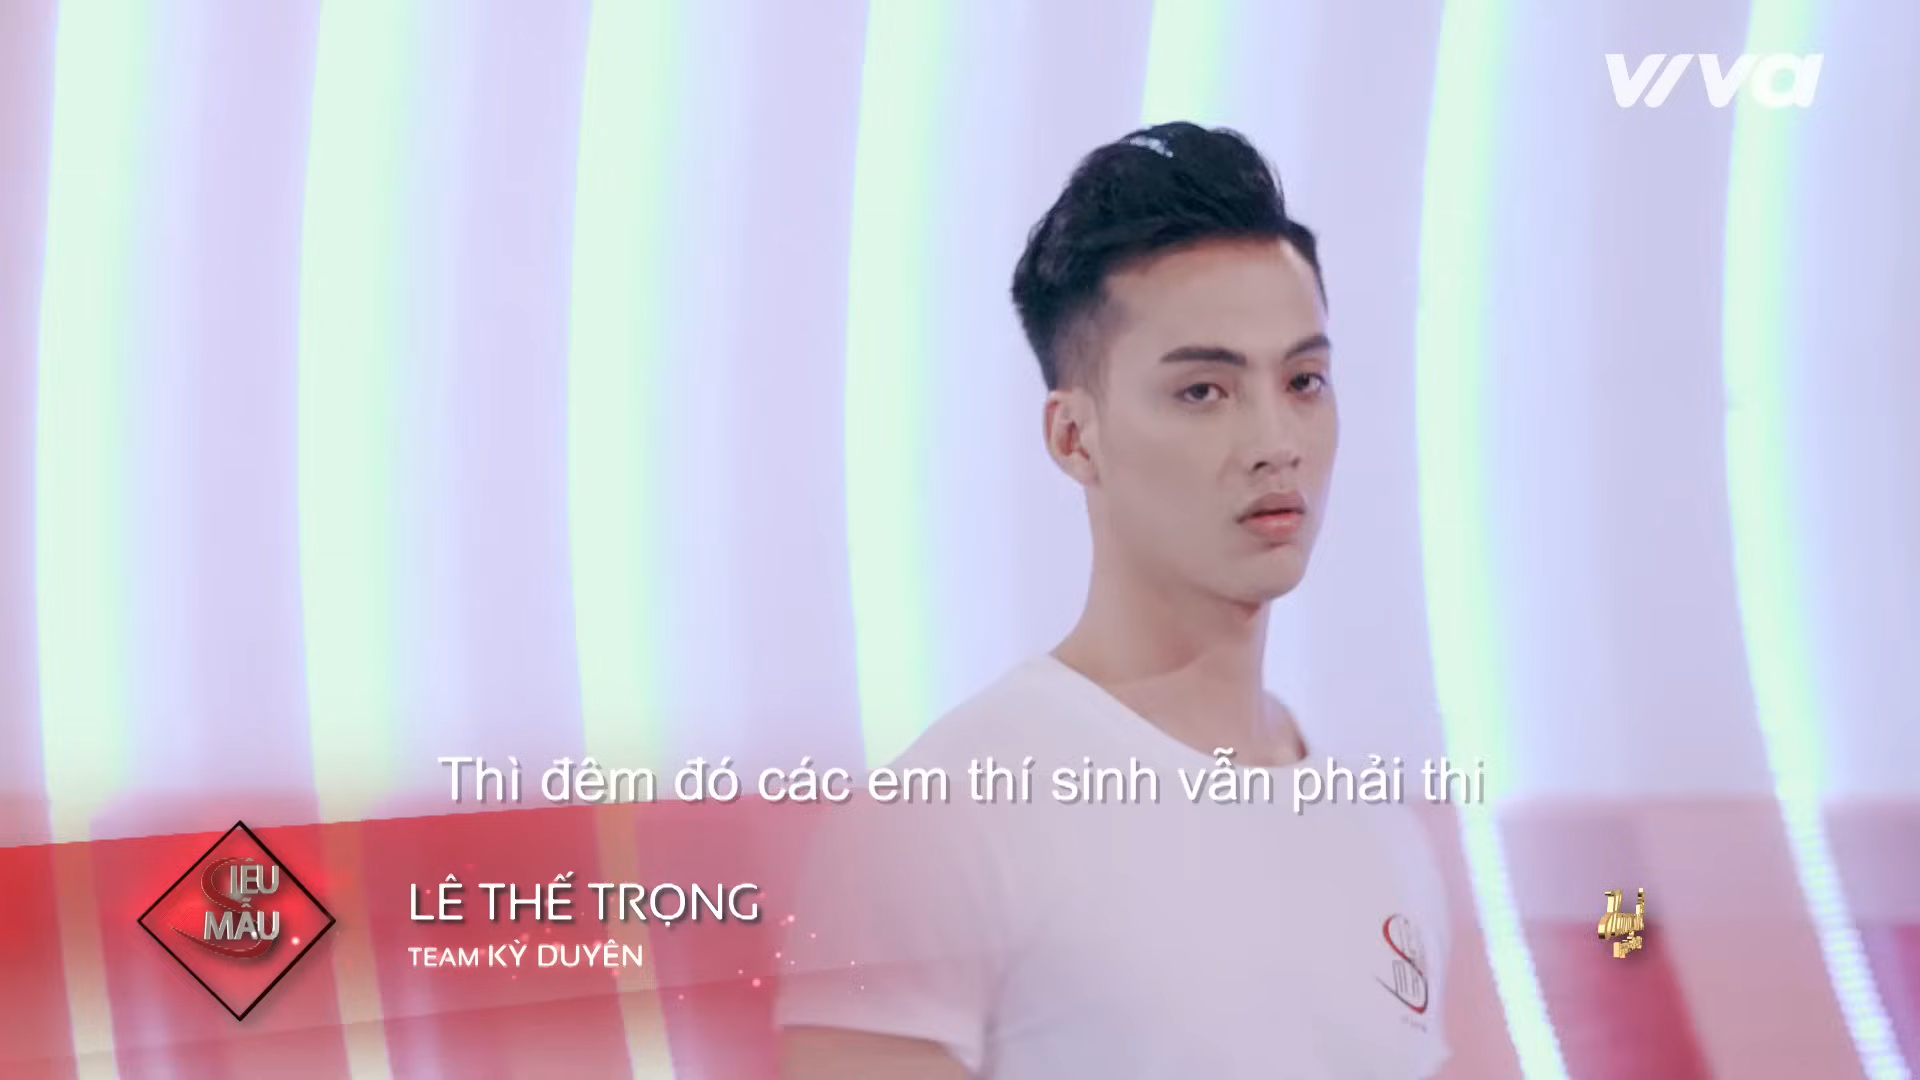 VIVA
Thì đêm đó các em thí sinh vẫn phải thi
SIÊU
MẪU
LÊ THẾ TRỌNG
TEAM KỲ DUYÊN